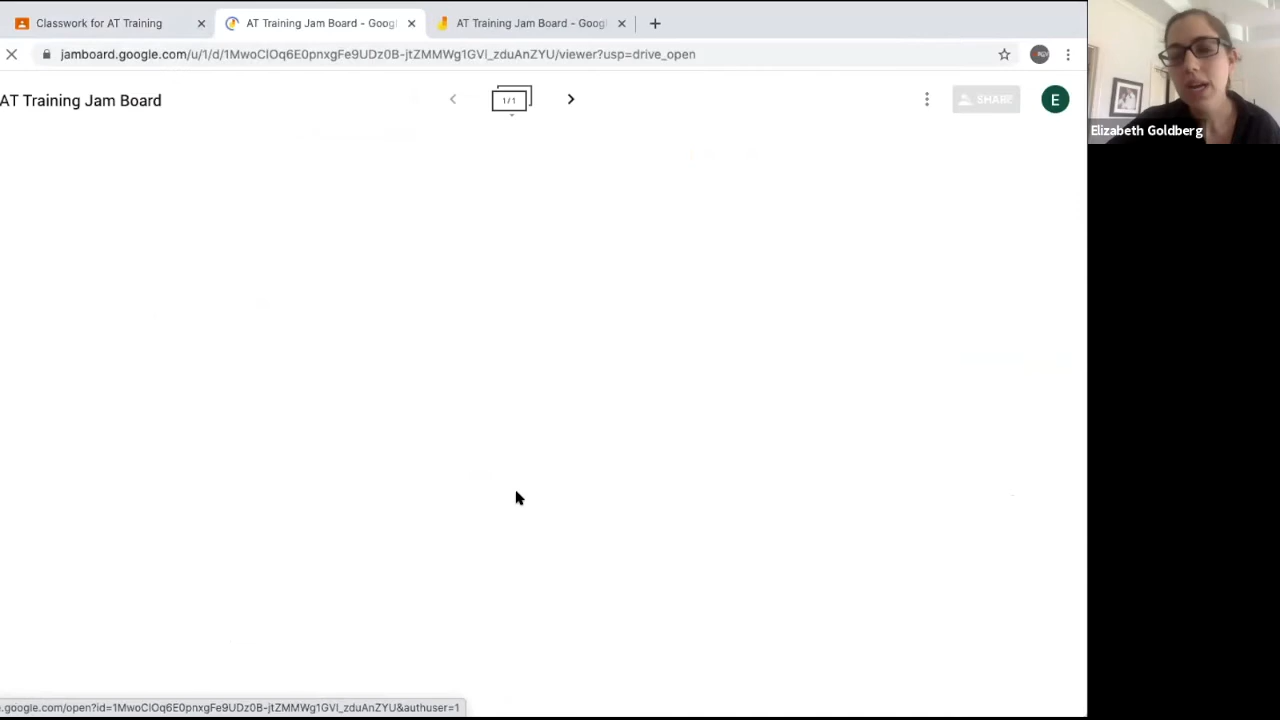 Classwork for AT Training
AT Training Jam Board - Googl
AT Training Jam Board - Googl
jamboard.google.com/u/1/d/1MwoClOq6E0pnxgFe9UDz0B-jtZMMWg1GVl_zduAnZYU/viewer?usp=drive_open
AT Training Jam Board
1/1
SHARE
E
Elizabeth Goldberg
e.google.com/open?id=1MwoClOq6E0pnxgFe9UDz0B-jtZMMWg1GVl_zduAnZYU&authuser=1